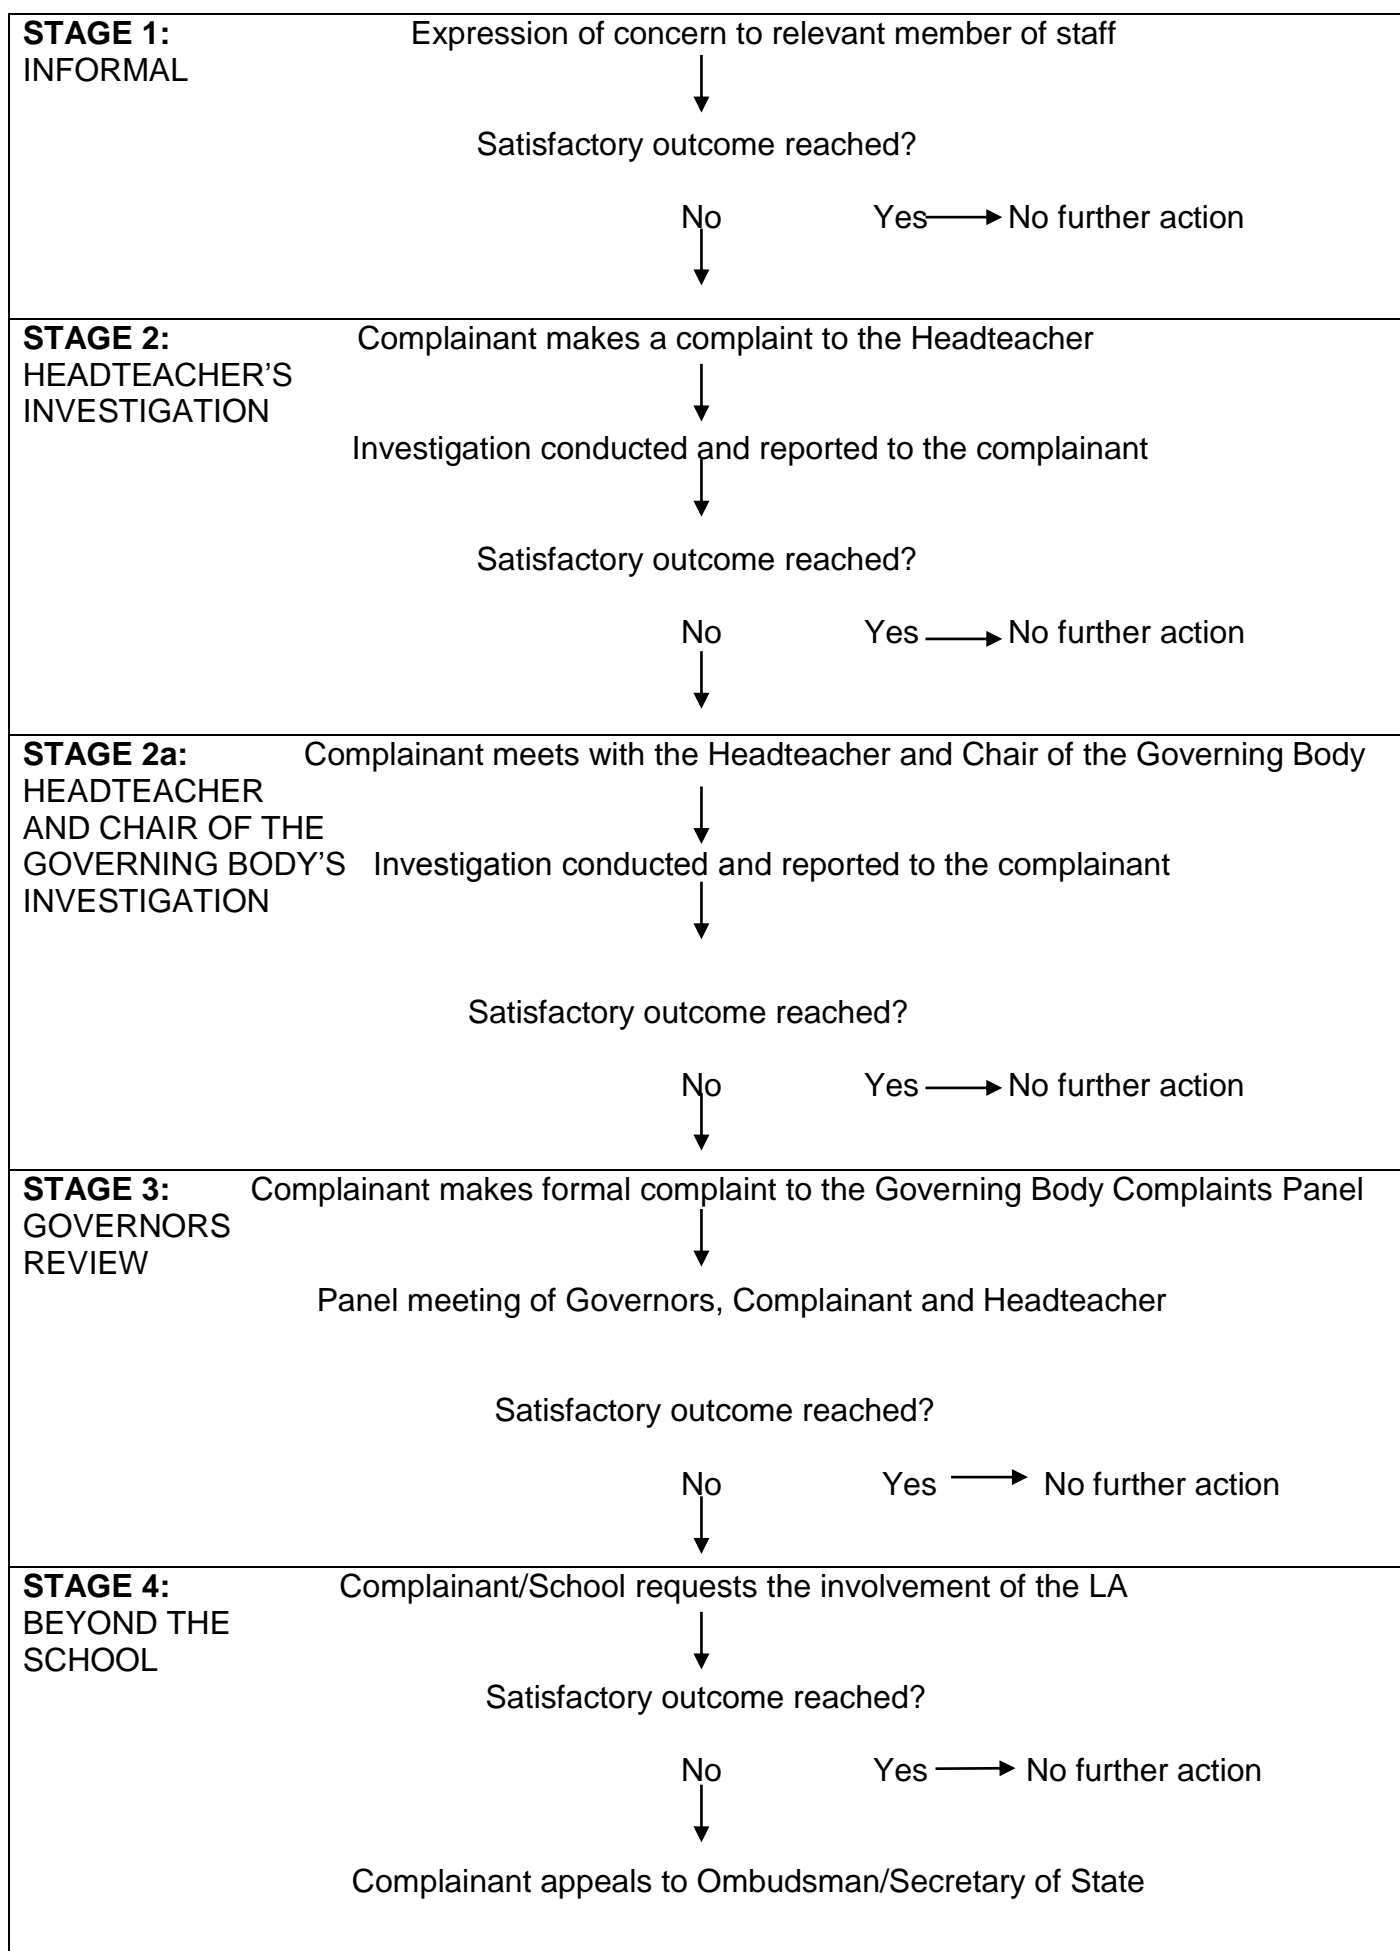 STAGE 1: Expression of concern to relevant member of staff
INFORMAL
Satisfactory outcome reached?
No Yes No further action
STAGE 2: Complainant makes a complaint to the Headteacher
HEADTEACHER’S
INVESTIGATION
Investigation conducted and reported to the complainant
Satisfactory outcome reached?
No Yes No further action
STAGE 2a: Complainant meets with the Headteacher and Chair of the Governing Body
HEADTEACHER
AND CHAIR OF THE
GOVERNING BODY’S Investigation conducted and reported to the complainant
INVESTIGATION
Satisfactory outcome reached?
No Yes No further action
STAGE 3: Complainant makes formal complaint to the Governing Body Complaints Panel
GOVERNORS
REVIEW
Panel meeting of Governors, Complainant and Headteacher
Satisfactory outcome reached?
No Yes No further action
STAGE 4: Complainant/School requests the involvement of the LA
BEYOND THE
SCHOOL
Satisfactory outcome reached?
No Yes No further action
Complainant appeals to Ombudsman/Secretary of State